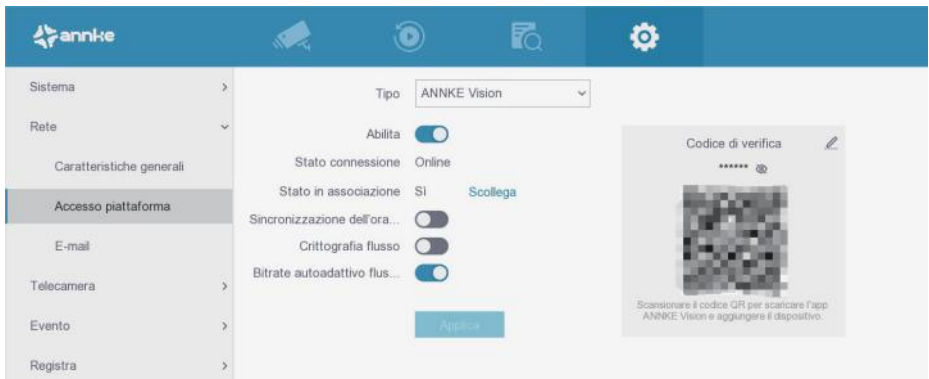 annke
Sistema
Rete
Caratteristiche generali
Accesso piattaforma
E-mail
Telecamera
Evento
Registra
Tipo ANNKE Vision
Abilita
Stato connessione Online
Stato in associazione Sì Scollega
Sincronizzazione dell'ora...
Crittografia flusso
Bitrate autoadattivo flus...
Applica
Codice di verifica
******
Scansionare il codice QR per scaricare l'app
ANNKE Vision e aggiungere il dispositivo.